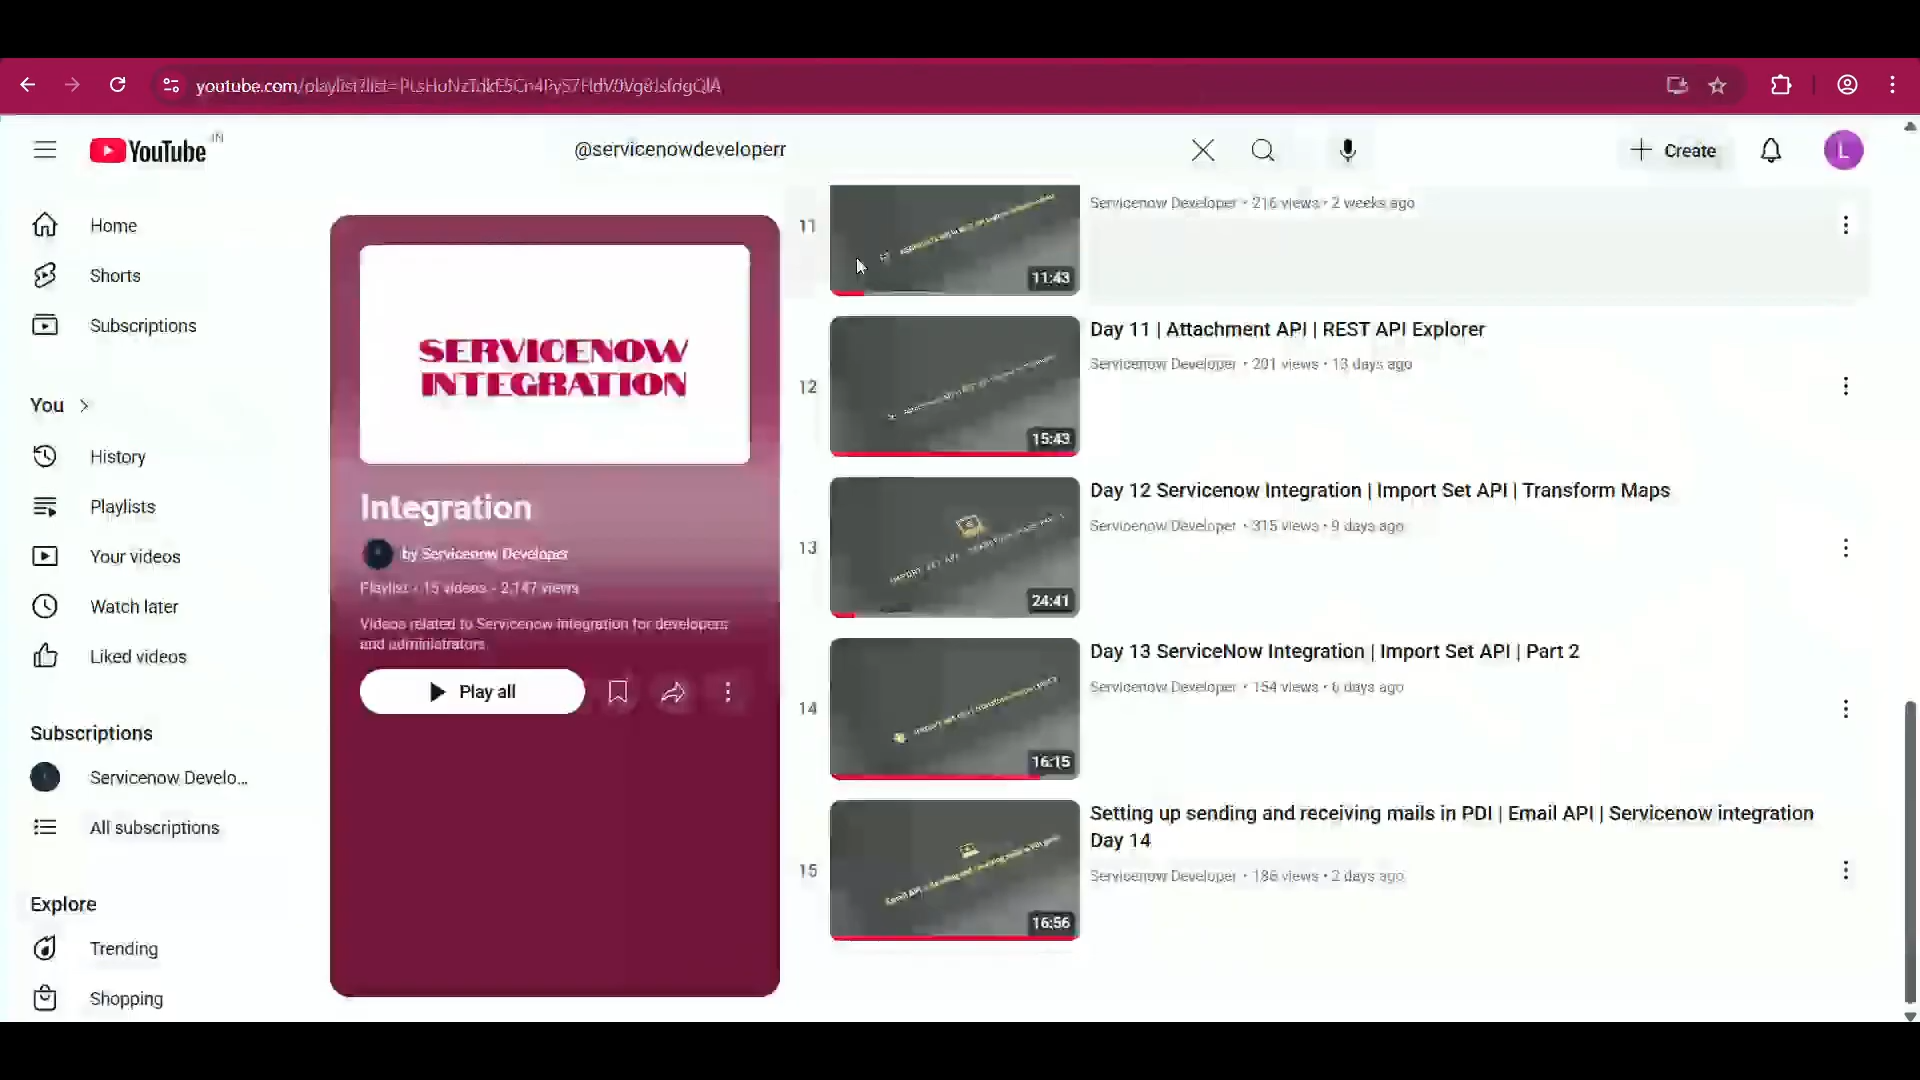 youtube.com/playlist?list=
YouTube IN
@servicenowdeveloperr
Create
L
Home
Shorts
Subscriptions
You
History
Playlists
Your videos
Watch later
Liked videos
Subscriptions
Servicenow Develo...
All subscriptions
Explore
Trending
Shopping
SERVICENOW
INTEGRATION
Integration
by Servicenow Developer
Playlist • 15 videos • 2,147 views
Videos related to Servicenow integration for developers
and administrators
Play all
11
11:43
Servicenow Developer • 216 views • 2 weeks ago
12
15:43
Day 11 | Attachment API | REST API Explorer
Servicenow Developer • 201 views • 13 days ago
13
24:41
Day 12 Servicenow Integration | Import Set API | Transform Maps
Servicenow Developer • 315 views • 9 days ago
14
16:15
Day 13 ServiceNow Integration | Import Set API | Part 2
Servicenow Developer • 154 views • 6 days ago
15
16:56
Setting up sending and receiving mails in PDI | Email API | Servicenow integration
Day 14
Servicenow Developer • 186 views • 2 days ago